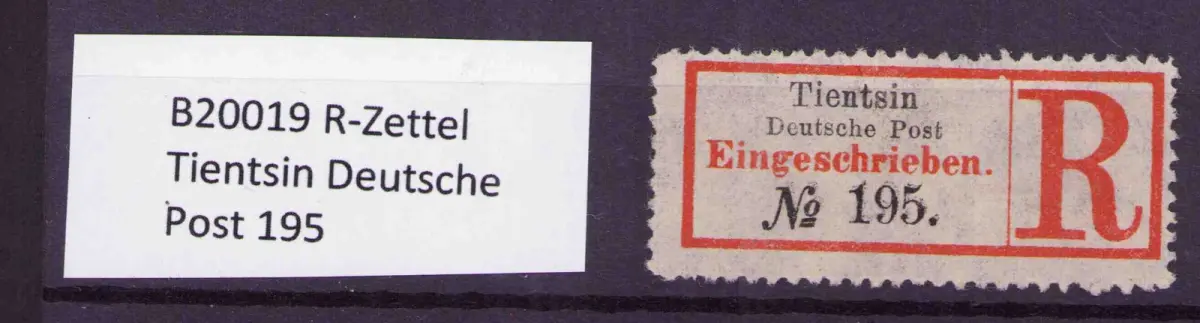 B20019 R-Zettel
Tientsin Deutsche
Post 195
Tientsin
Deutsche Post
Eingeschrieben.
№ 195.
R